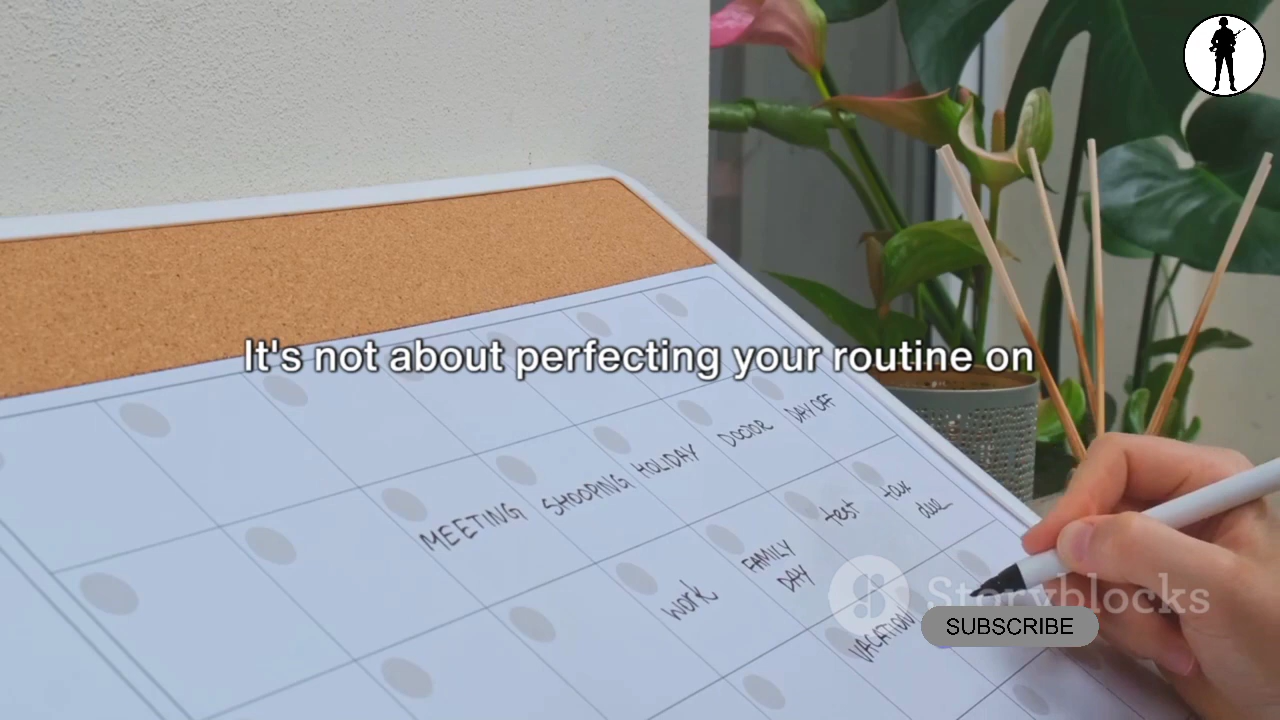 It's not about perfecting your routine on
DAY OFF
DOCTOR
HOLIDAY
SHOOPING
MEETING
tax
due
test
FAMILY
DAY
work
VACATION
Storyblocks
SUBSCRIBE